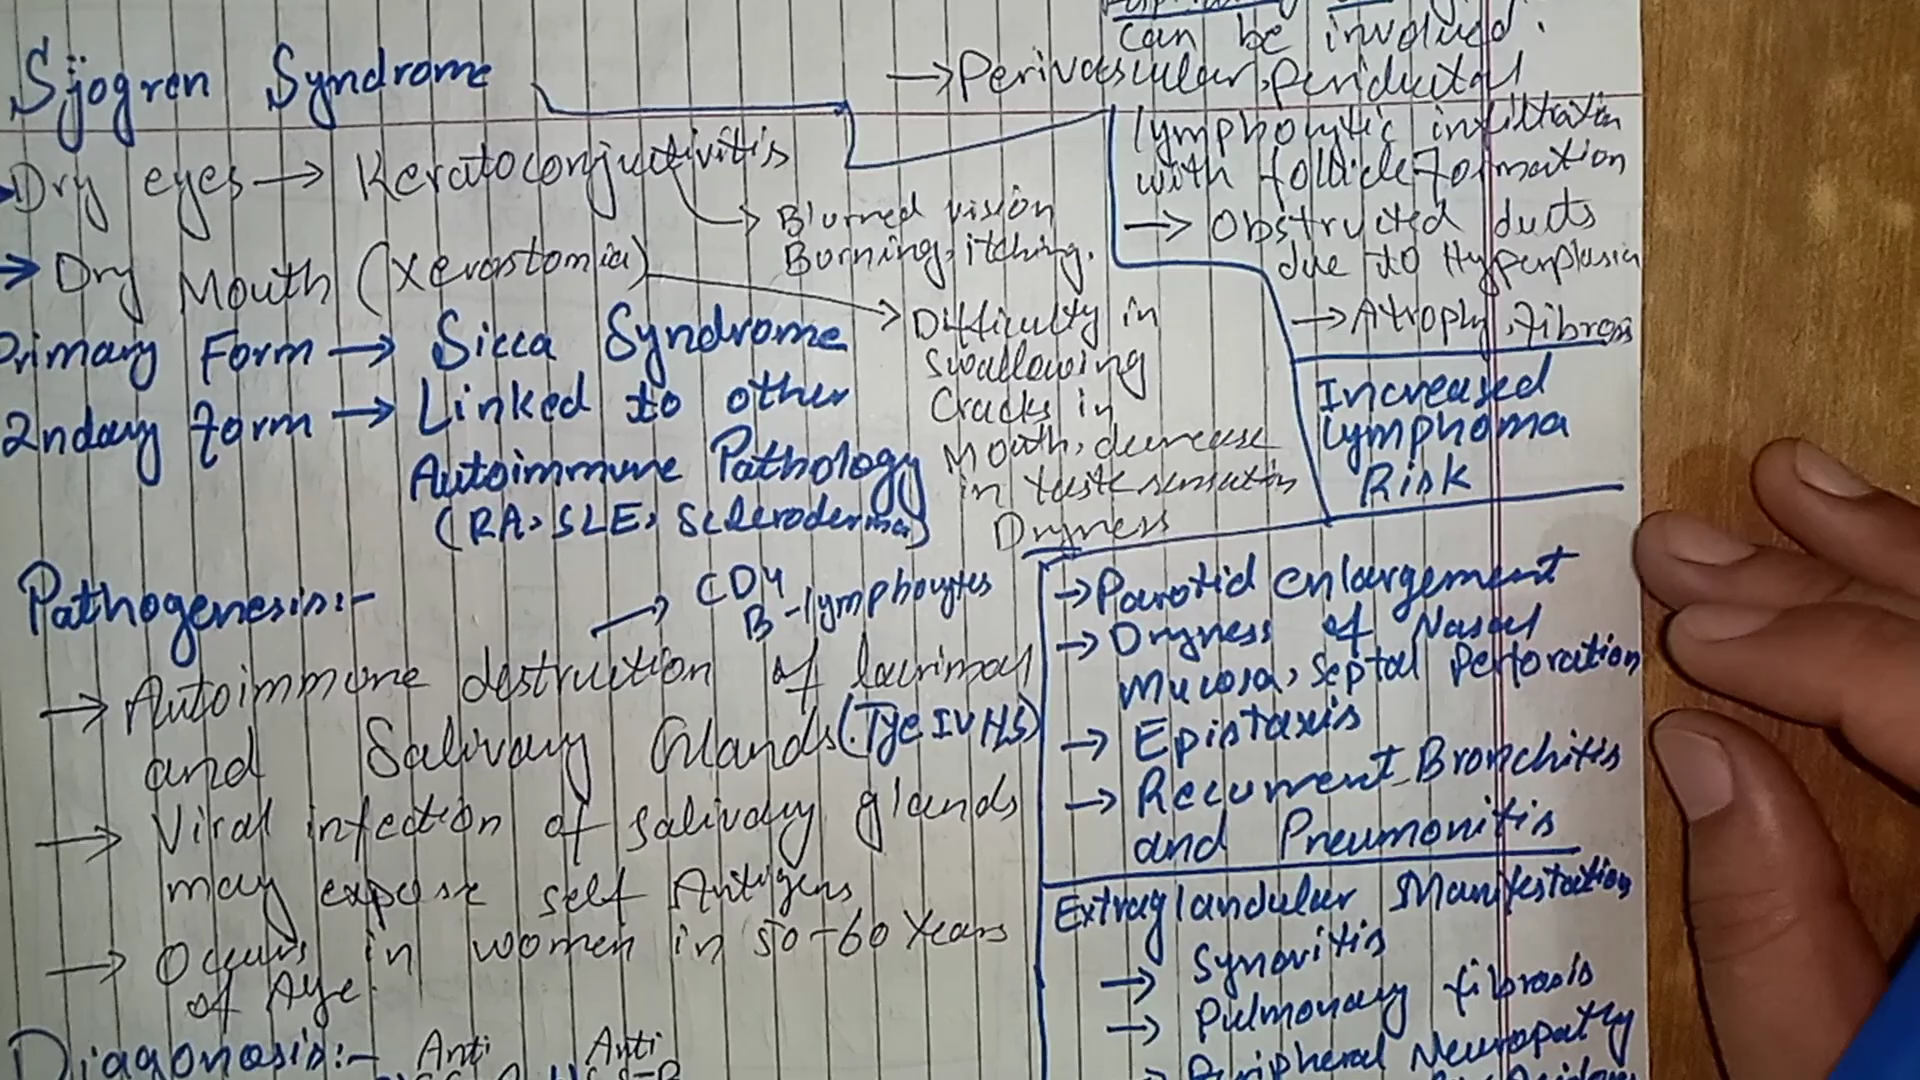 Sjogren Syndrome
Dry eyes → Keratoconjuctivitis
→ Blurred vision
Burning, itching.
→ Dry Mouth (Xerostomia)
→ Difficulty in
Swallowing
Cracks in
Mouth, decrease
in taste sensation
Dryness
Primary Form → Sicca Syndrome
2ndary form → Linked to other
Autoimmune Pathology
(RA, SLE, Scleroderma)
Pathogenesis:-
→ CD4
B-lymphocytes
→ Autoimmune destruction of lacrimal
and Salivary Glands (Type IV HS)
→ Viral infection of salivary glands
may expose self Antigens
→ Occurs in women in 50-60 Years
of Age.
Diagonosis:-
Anti
Anti
can be involved.
→ Perivascular, periductal
lymphocytic infiltration
with follicle formation
→ Obstructed ducts
due to Hyperplasia
→ Atrophy, fibrosis
Increased
lymphoma
Risk
→ Parotid enlargement
→ Dryness of Nasal
Mucosa, Septal Perforation
→ Epistaxis
→ Recurrent Bronchitis
and Pneumonitis
Extraglandular Manifestation
→ Synovitis
→ Pulmonary fibrosis
→ Peripheral Neuropathy